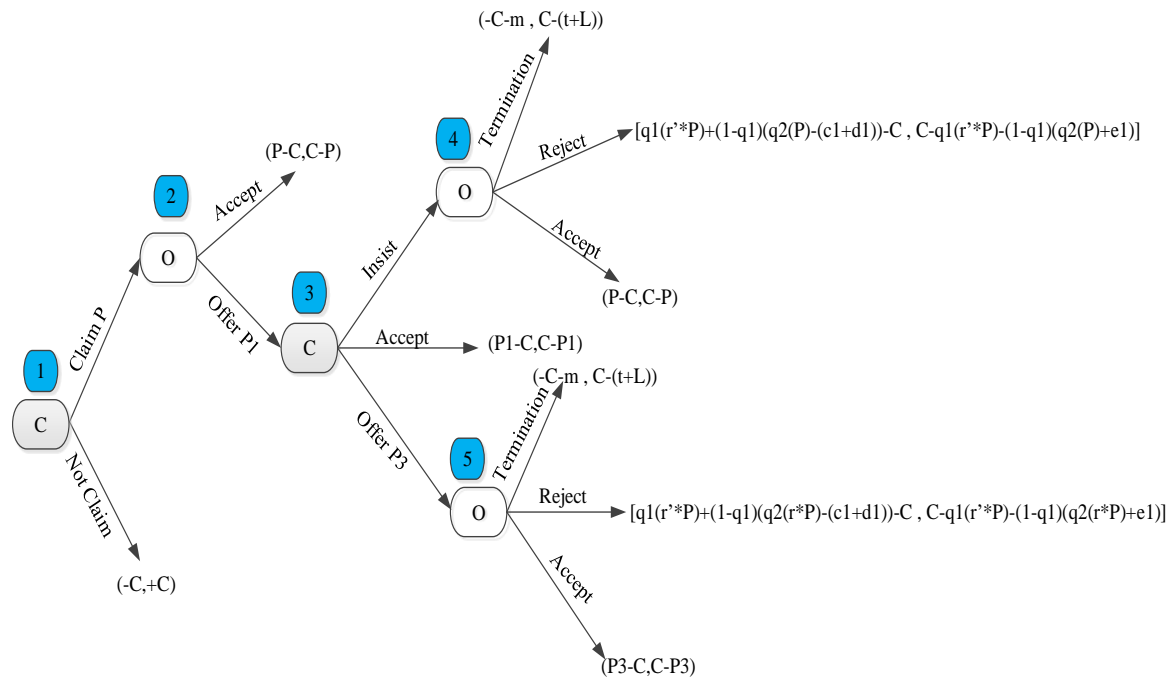 (-C-m , C-(t+L))
Termination
4
O
Reject
[q1(r’*P)+(1-q1)(q2(P)-(c1+d1))-C , C-q1(r’*P)-(1-q1)(q2(P)+e1)]
Accept
(P-C,C-P)
(P-C,C-P)
2
Accept
O
Insist
Offer P1
3
C
Accept
(P1-C,C-P1)
Claim P
1
C
Not Claim
(-C,+C)
Offer P3
(-C-m , C-(t+L))
Termination
5
O
Reject
[q1(r’*P)+(1-q1)(q2(r*P)-(c1+d1))-C , C-q1(r’*P)-(1-q1)(q2(r*P)+e1)]
Accept
(P3-C,C-P3)